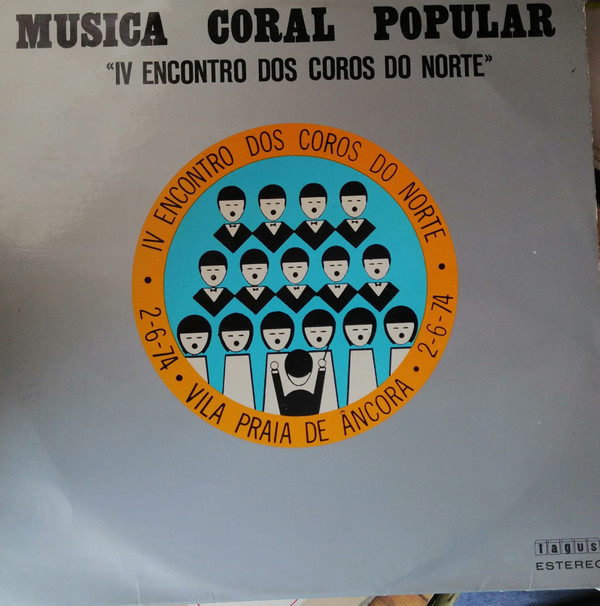 MUSICA CORAL POPULAR
“IV ENCONTRO DOS COROS DO NORTE”
• IV ENCONTRO DOS COROS DO NORTE •
2-6-74 • VILA PRAIA DE ÂNCORA • 2-6-74
tagus
ESTEREO